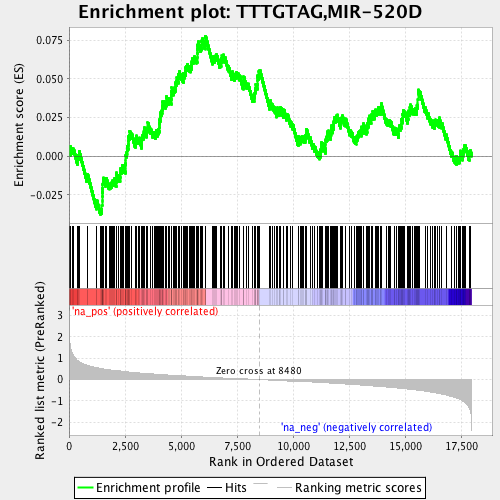 Enrichment plot: TTTGTAG,MIR-520D
Enrichment score (ES)
0.075
0.050
0.025
0.000
-0.025
'na_pos' (positively correlated)
Ranked list metric (PreRanked)
3
2
1
0
-1
-2
Zero cross at 8480
'na_neg' (negatively correlated)
0
2,500
5,000
7,500
10,000
12,500
15,000
17,500
Rank in Ordered Dataset
Enrichment profile
Hits
Ranking metric scores